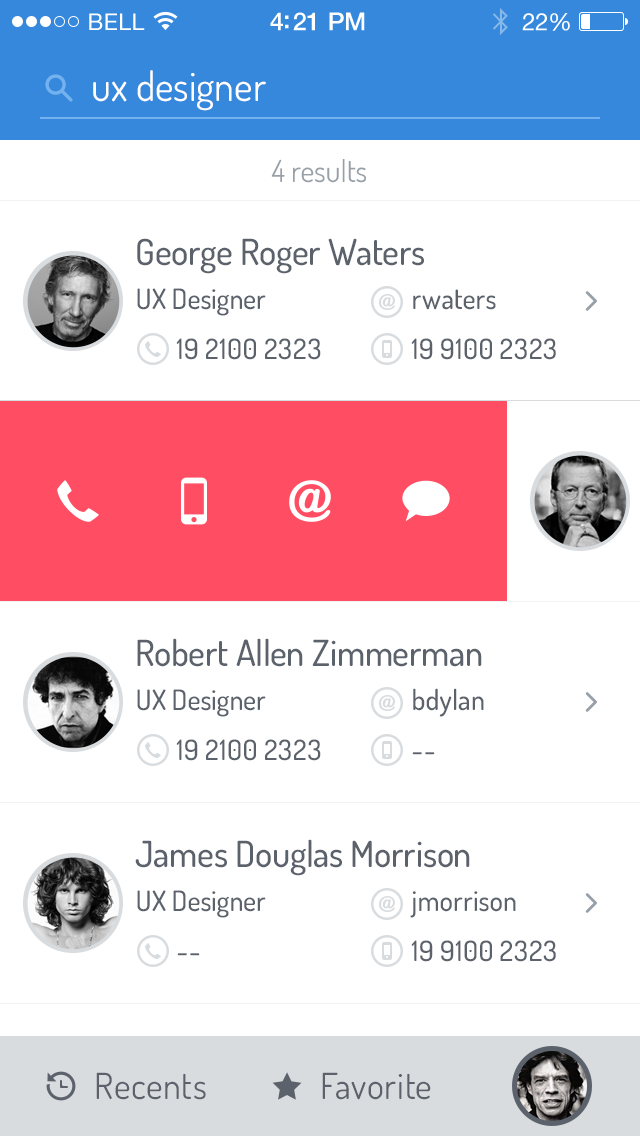 BELL 4:21 PM 22%
ux designer
4 results
George Roger Waters
UX Designer @ rwaters
19 2100 2323 19 9100 2323
@
Robert Allen Zimmerman
UX Designer @ bdylan
19 2100 2323 --
James Douglas Morrison
UX Designer @ jmorrison
-- 19 9100 2323
Recents Favorite